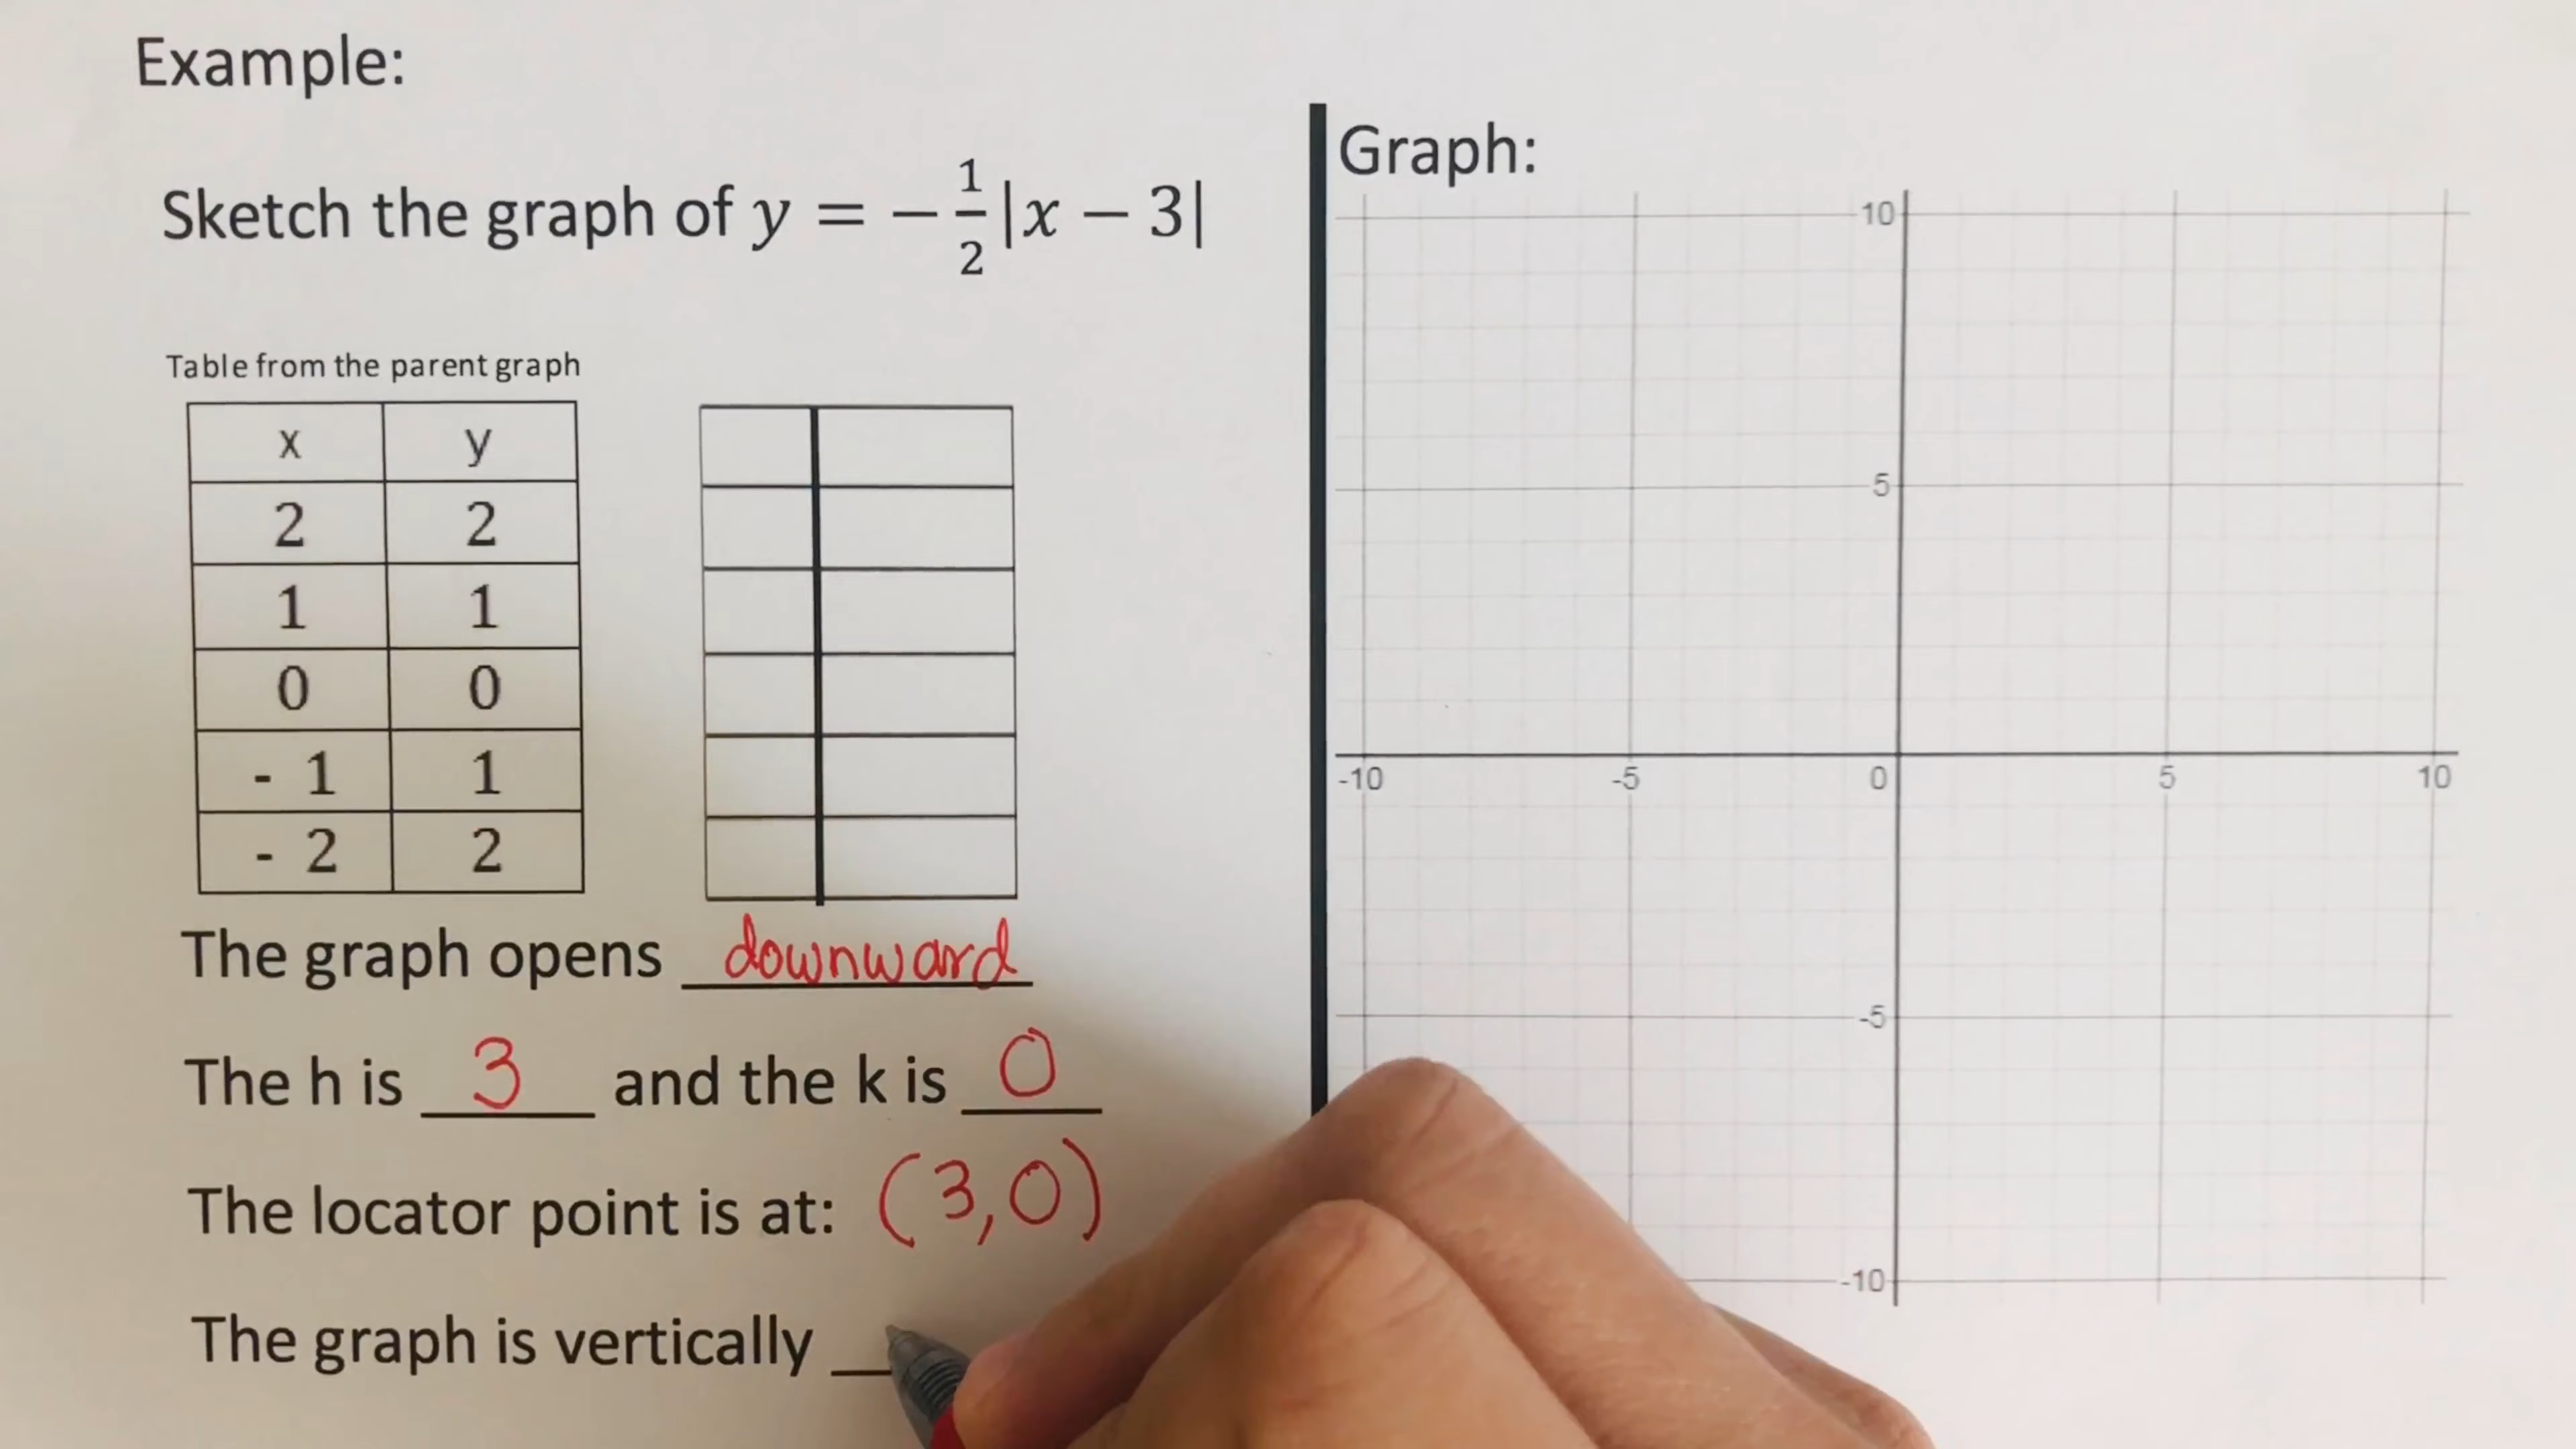 Example:
Sketch the graph of y = −1/2|x − 3|
Table from the parent graph
x y
2 2
1 1
0 0
- 1 1
- 2 2
The graph opens downward
The h is 3 and the k is 0
The locator point is at: (3,0)
The graph is vertically __
Graph:
10
5
-10 -5 0 5 10
-5
-10